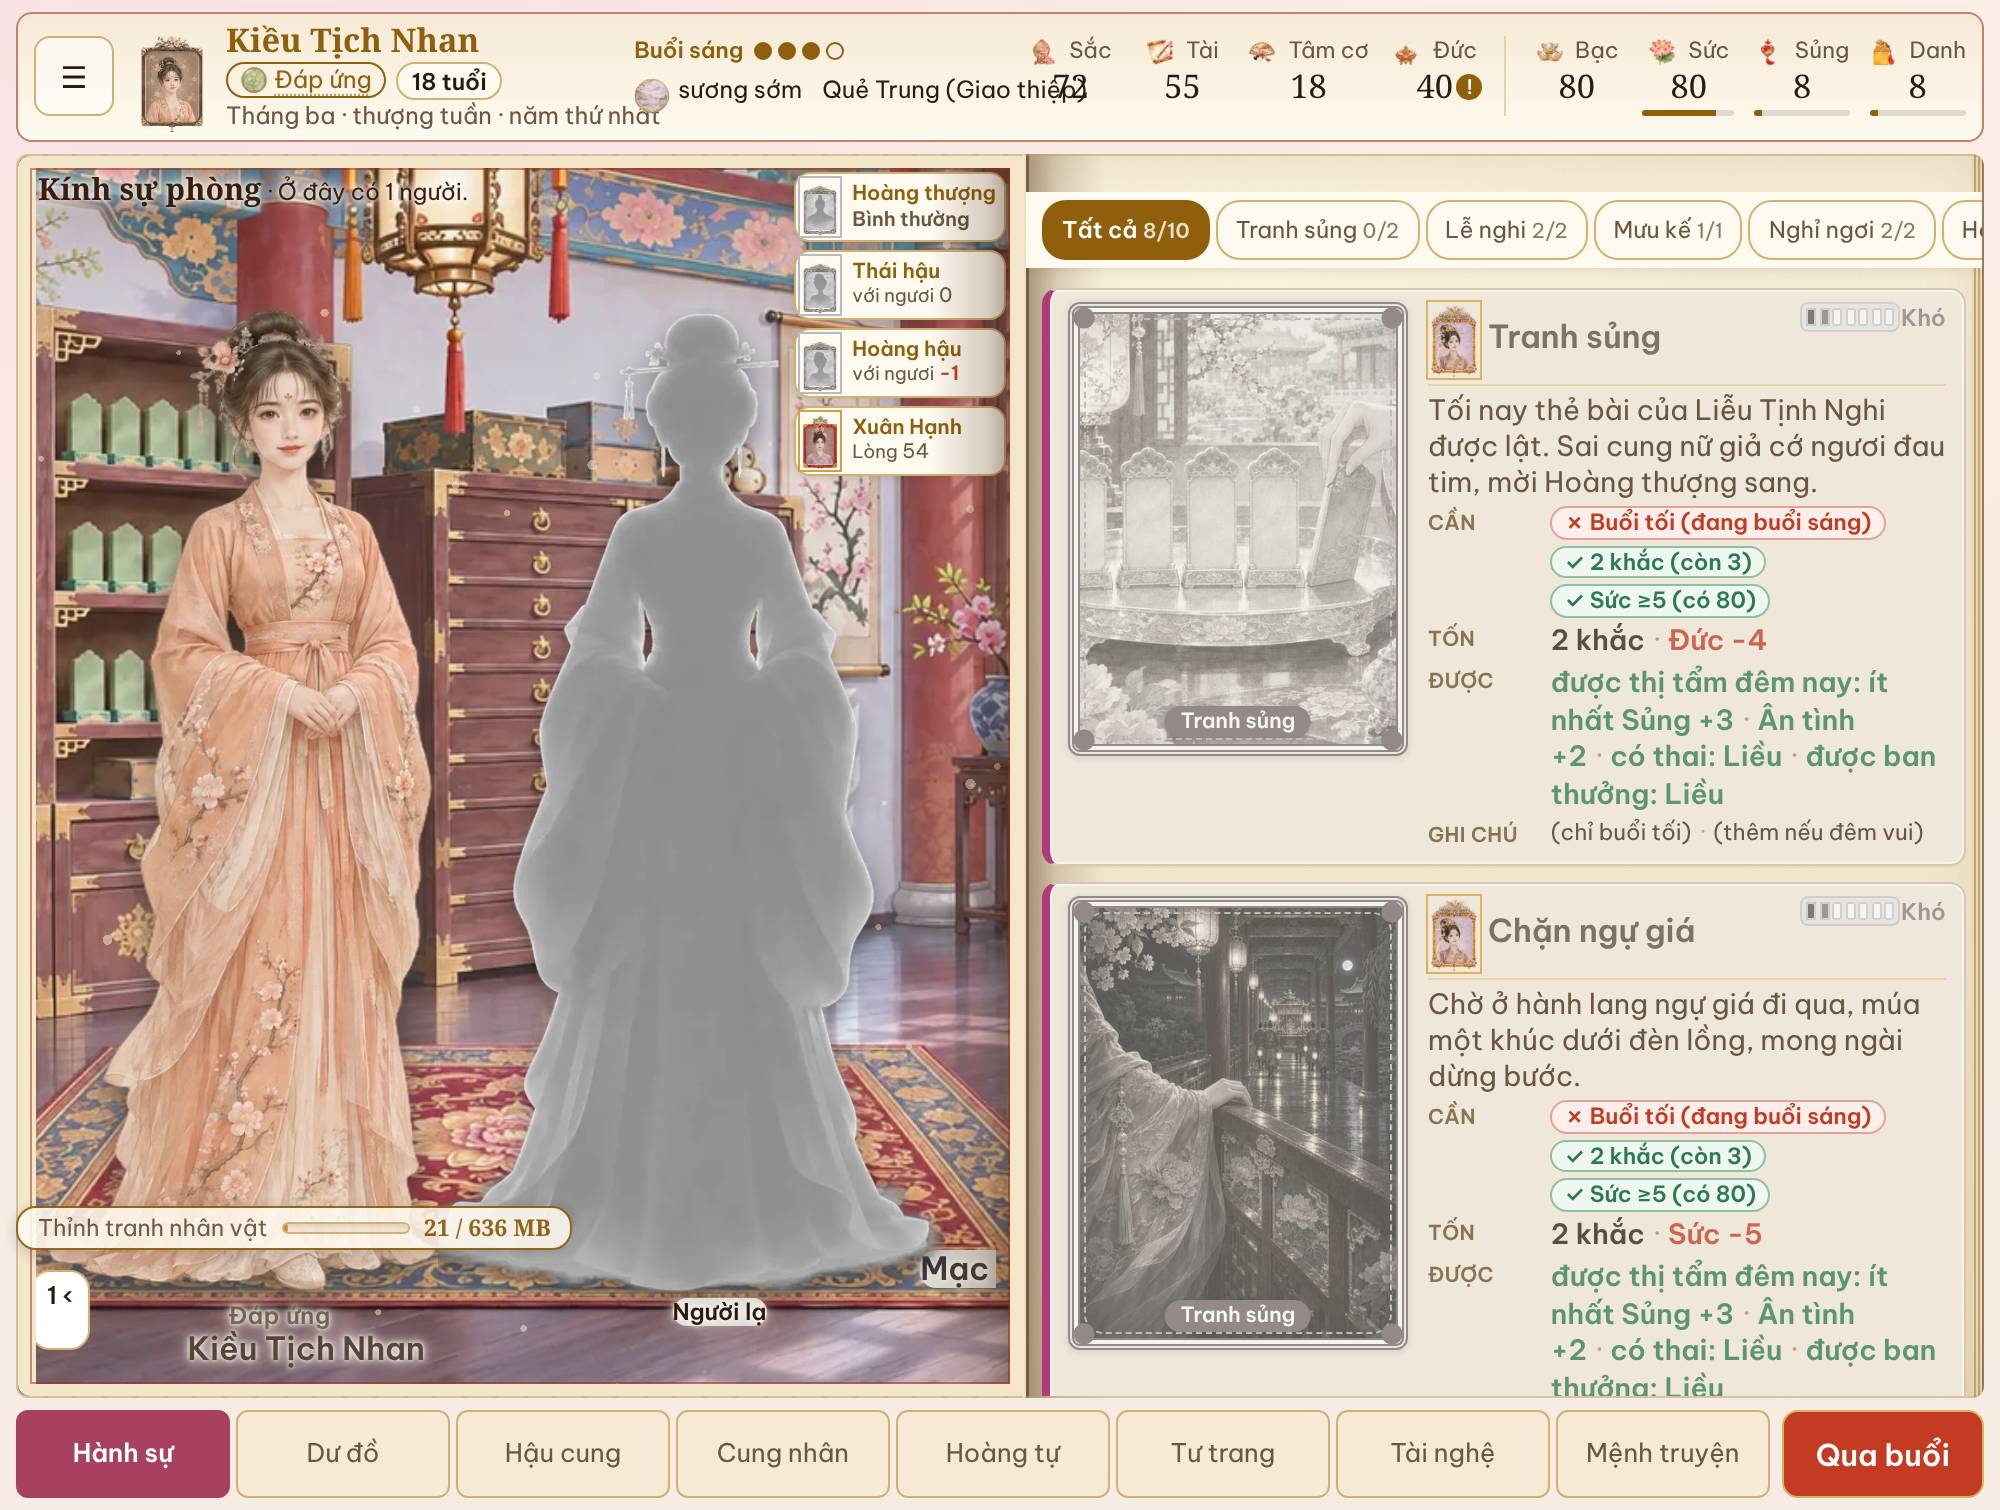 ☰
Kiều Tịch Nhan
Đáp ứng
18 tuổi
Tháng ba · thượng tuần · năm thứ nhất
Buổi sáng
sương sớm Quẻ Trung (Giao thiệp)
Sắc
72
Tài
55
Tâm cơ
18
Đức
40 !
Bạc
80
Sức
80
Sủng
8
Danh
8
Kính sự phòng · Ở đây có 1 người.
Hoàng thượng
Bình thường
Thái hậu
với ngươi 0
Hoàng hậu
với ngươi -1
Xuân Hạnh
Lòng 54
Thỉnh tranh nhân vật 21 / 636 MB
1 <
Mạc
Người lạ
Đáp ứng
Kiều Tịch Nhan
Tất cả 8/10
Tranh sủng 0/2
Lễ nghi 2/2
Mưu kế 1/1
Nghỉ ngơi 2/2
Tranh sủng
Tranh sủng
Khó
Tối nay thẻ bài của Liễu Tịnh Nghi
được lật. Sai cung nữ giả cớ ngươi đau
tim, mời Hoàng thượng sang.
CẦN
× Buổi tối (đang buổi sáng)
✓ 2 khắc (còn 3)
✓ Sức ≥5 (có 80)
TỐN
2 khắc · Đức -4
ĐƯỢC
được thị tẩm đêm nay: ít
nhất Sủng +3 · Ân tình
+2 · có thai: Liều · được ban
thưởng: Liều
GHI CHÚ
(chỉ buổi tối) · (thêm nếu đêm vui)
Tranh sủng
Chặn ngự giá
Khó
Chờ ở hành lang ngự giá đi qua, múa
một khúc dưới đèn lồng, mong ngài
dừng bước.
CẦN
× Buổi tối (đang buổi sáng)
✓ 2 khắc (còn 3)
✓ Sức ≥5 (có 80)
TỐN
2 khắc · Sức -5
ĐƯỢC
được thị tẩm đêm nay: ít
nhất Sủng +3 · Ân tình
+2 · có thai: Liều · được ban
thưởng: Liều
Hành sự
Dư đồ
Hậu cung
Cung nhân
Hoàng tự
Tư trang
Tài nghệ
Mệnh truyện
Qua buổi